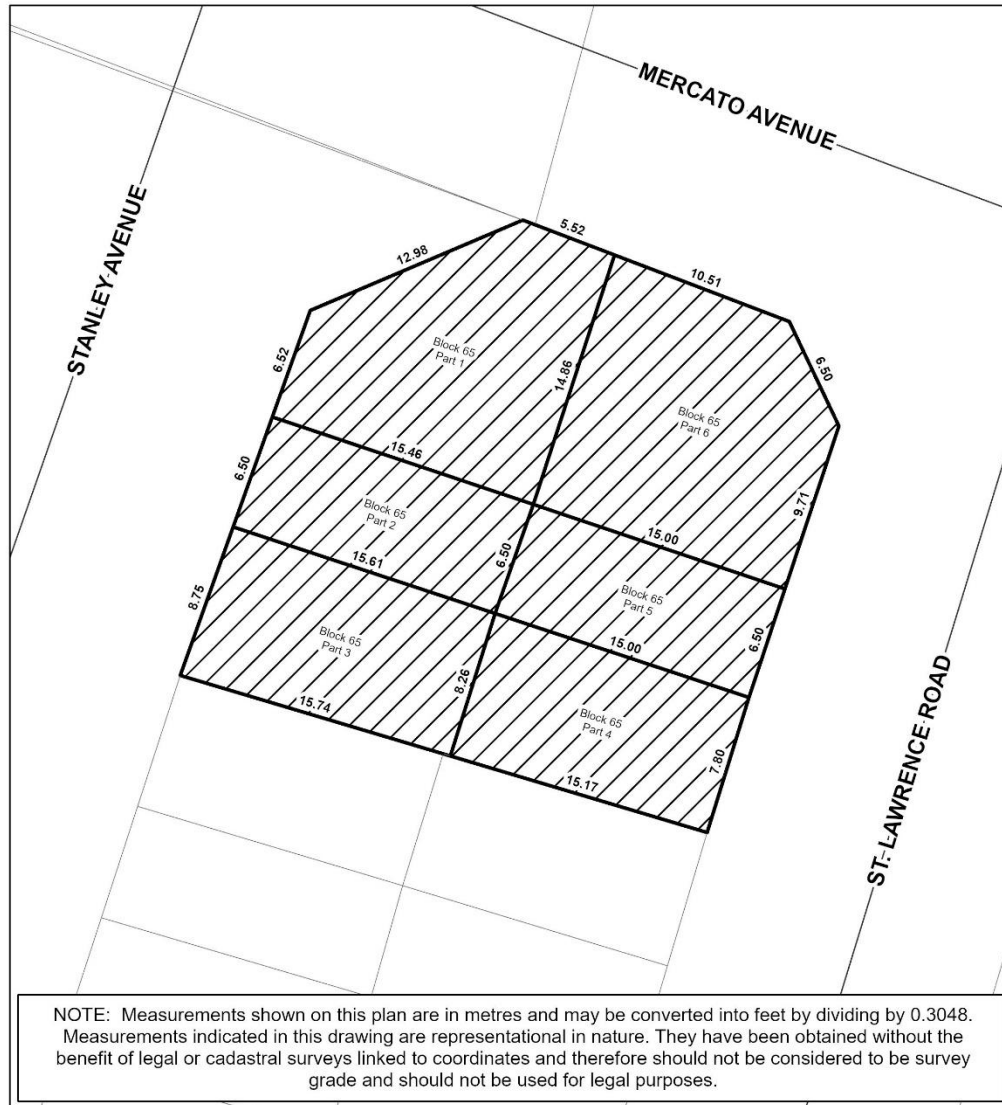 MERCATO AVENUE
STANLEY AVENUE
5.52
12.98
10.51
6.50
6.52
Block 65
Part 1
14.86
Block 65
Part 6
9.71
15.46
6.50
Block 65
Part 2
15.00
6.50
15.61
Block 65
Part 5
6.50
8.75
Block 65
Part 3
15.00
8.26
15.74
Block 65
Part 4
7.80
15.17
ST. LAWRENCE ROAD
NOTE: Measurements shown on this plan are in metres and may be converted into feet by dividing by 0.3048.
Measurements indicated in this drawing are representational in nature. They have been obtained without the
benefit of legal or cadastral surveys linked to coordinates and therefore should not be considered to be survey
grade and should not be used for legal purposes.